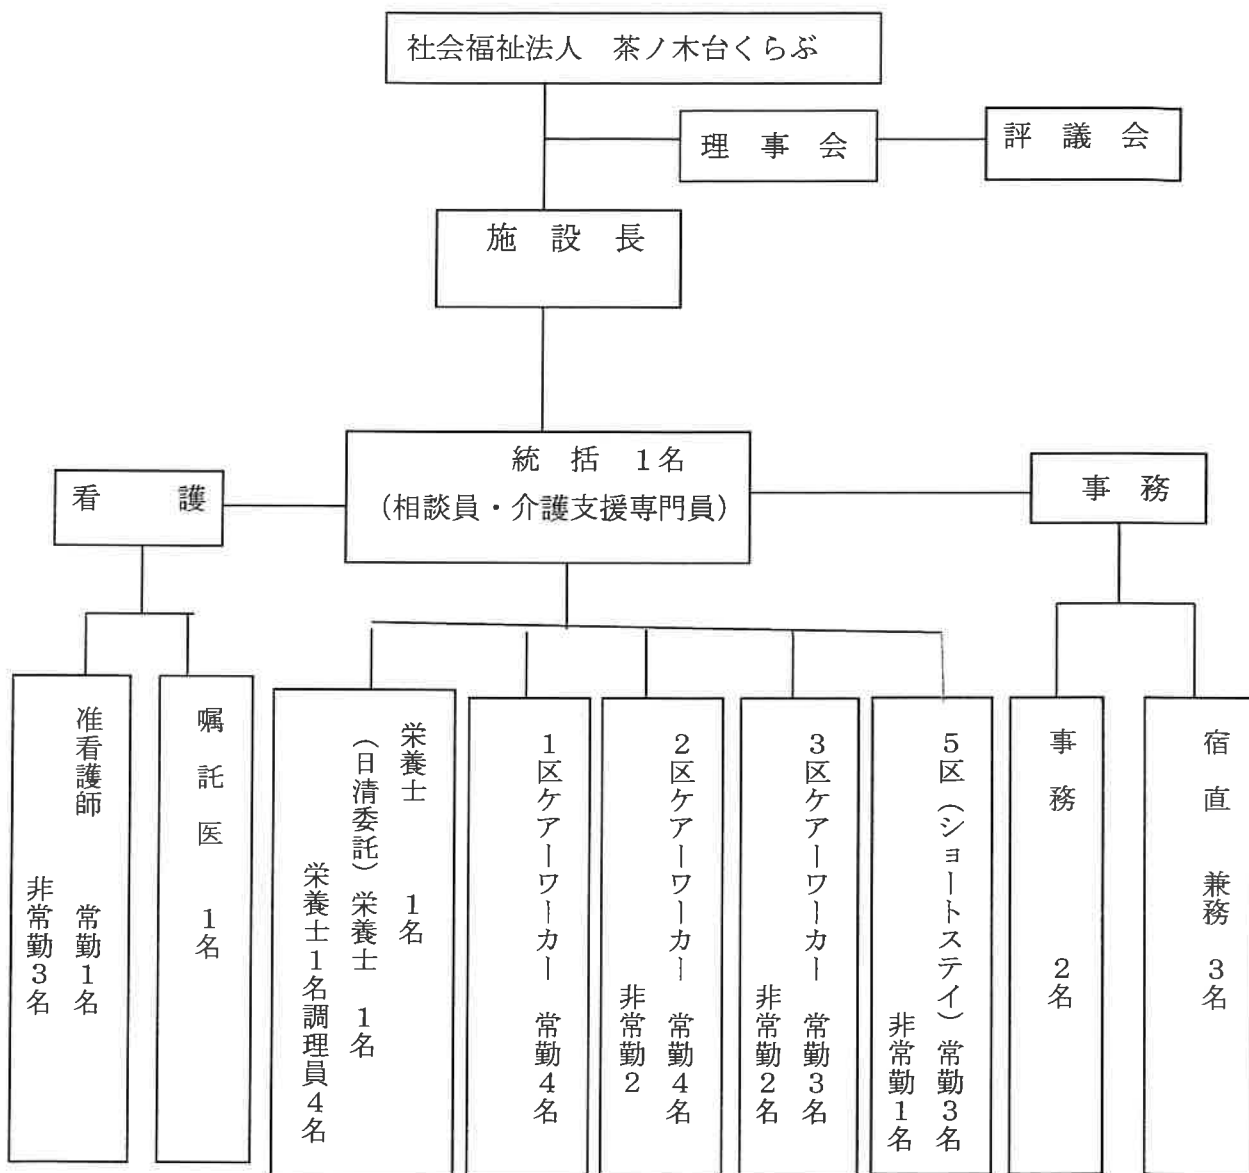 社会福祉法人　茶ノ木台くらぶ
理　事　会
評　議　会
施　設　長
統　括　1名
(相談員・介護支援専門員)
看　　護
事　務
准看護師　　常勤1名
非常勤3名
嘱　託　医　　1名
栄養士　　1名
(日清委託)栄養士　1名
栄養士1名調理員4名
1区ケアーワーカー　常勤4名
2区ケアーワーカー　常勤4名
非常勤2
3区ケアーワーカー　常勤3名
非常勤2名
5区(ショートステイ)常勤3名
非常勤1名
事　務　　　2名
宿　直　　兼務　3名